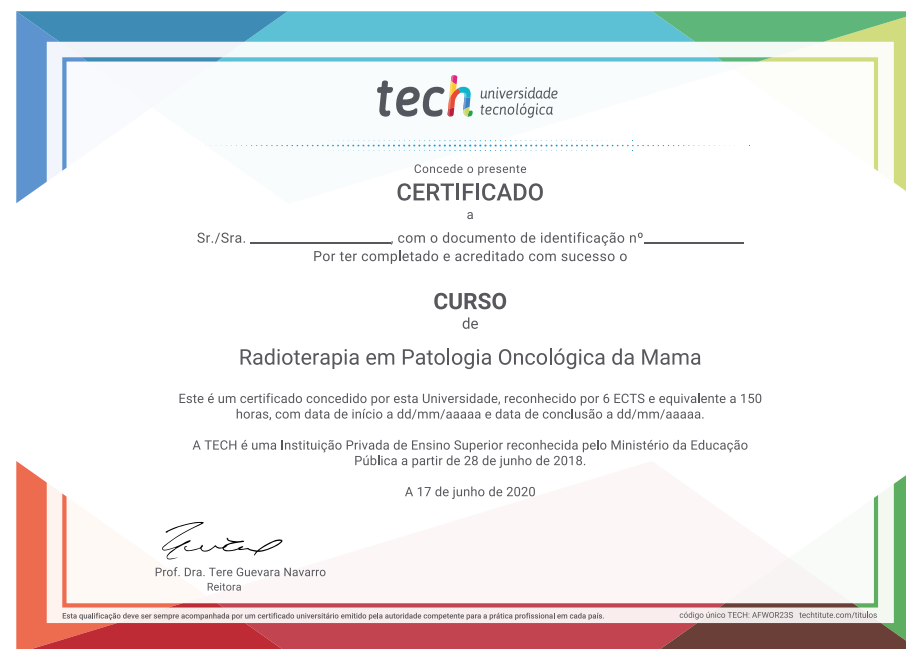 tech universidade
tecnológica
Concede o presente
CERTIFICADO
a
Sr./Sra. ________________, com o documento de identificação nº____________
Por ter completado e acreditado com sucesso o
CURSO
de
Radioterapia em Patologia Oncológica da Mama
Este é um certificado concedido por esta Universidade, reconhecido por 6 ECTS e equivalente a 150
horas, com data de início a dd/mm/aaaaa e data de conclusão a dd/mm/aaaaa.
A TECH é uma Instituição Privada de Ensino Superior reconhecida pelo Ministério da Educação
Pública a partir de 28 de junho de 2018.
A 17 de junho de 2020
Prof. Dra. Tere Guevara Navarro
Reitora
Esta qualificação deve ser sempre acompanhada por um certificado universitário emitido pela autoridade competente para a prática profissional em cada país.
código único TECH: AFWOR23S techtitute.com/titulos